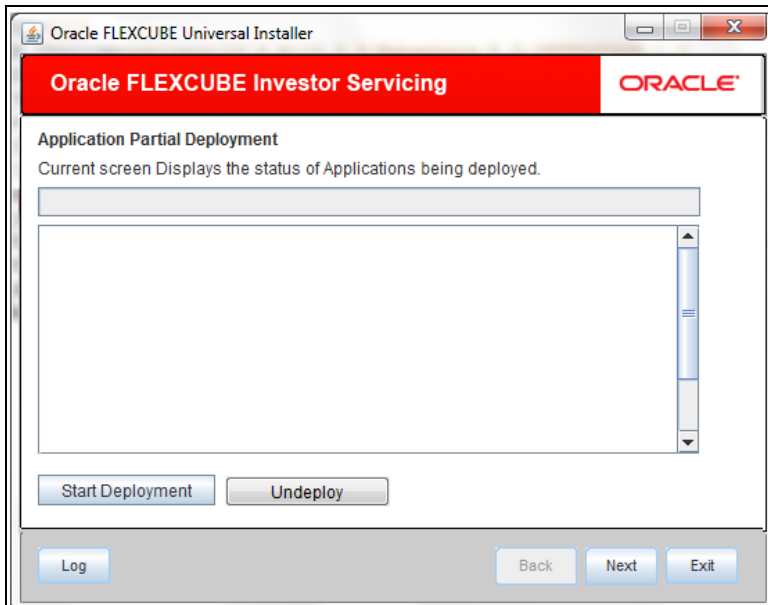 Oracle FLEXCUBE Universal Installer
Oracle FLEXCUBE Investor Servicing
ORACLE
Application Partial Deployment
Current screen Displays the status of Applications being deployed.
Start Deployment
Undeploy
Log
Back
Next
Exit